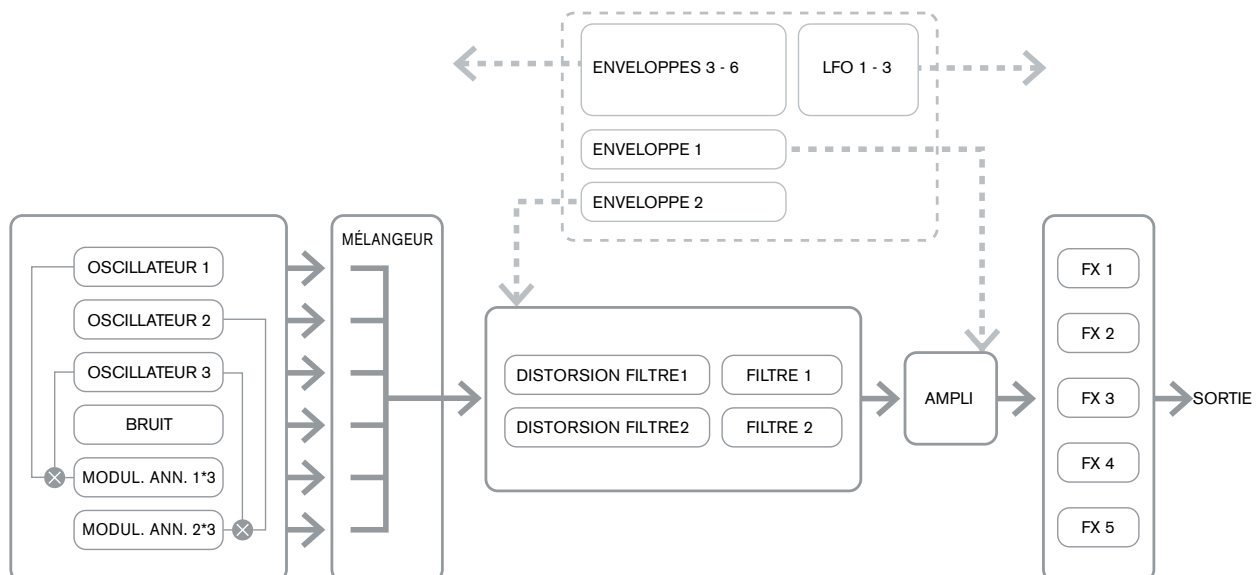 ENVELOPPES 3 - 6
LFO 1 - 3
ENVELOPPE 1
ENVELOPPE 2
OSCILLATEUR 1
OSCILLATEUR 2
OSCILLATEUR 3
BRUIT
MODUL. ANN. 1*3
MODUL. ANN. 2*3
MÉLANGEUR
DISTORSION FILTRE1
FILTRE 1
DISTORSION FILTRE2
FILTRE 2
AMPLI
FX 1
FX 2
FX 3
FX 4
FX 5
SORTIE